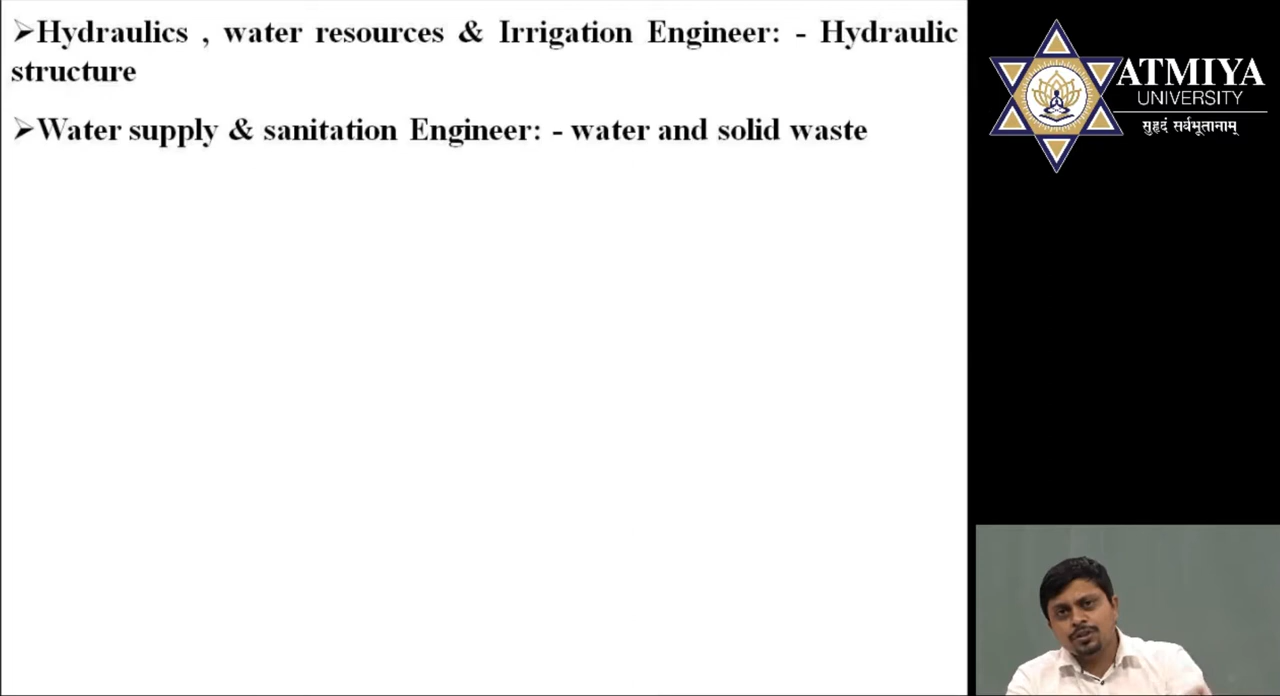 ➢Hydraulics , water resources & Irrigation Engineer: - Hydraulic
structure
➢Water supply & sanitation Engineer: - water and solid waste
ATMIYA
UNIVERSITY
सुहृदं सर्वभूतानाम्